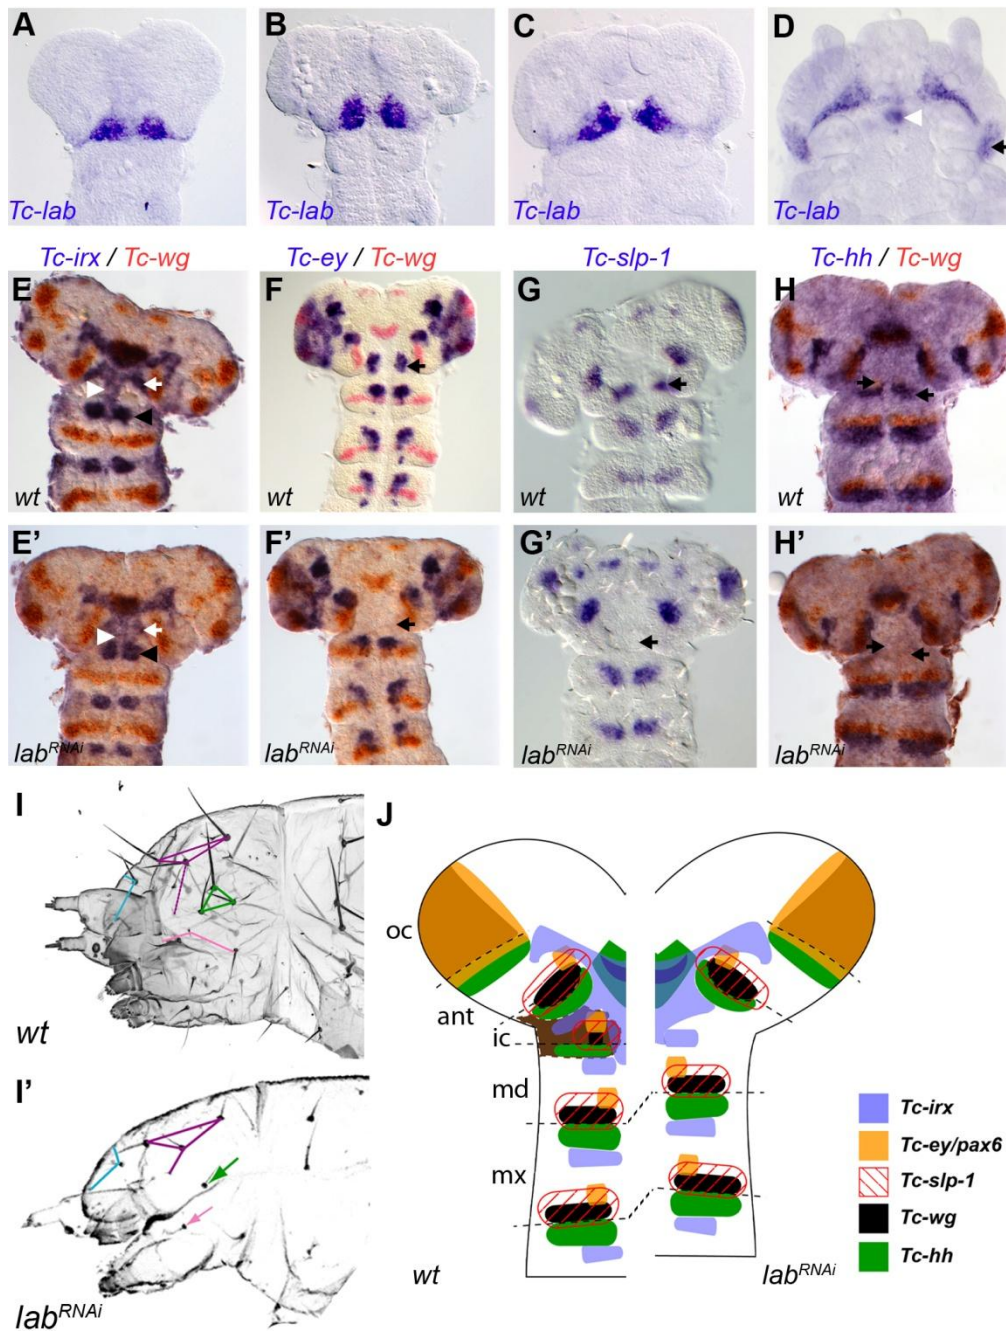 A
B
C
D
Tc-lab
Tc-lab
Tc-lab
Tc-lab
Tc-irx / Tc-wg
Tc-ey / Tc-wg
Tc-slp-1
Tc-hh / Tc-wg
E
F
G
H
wt
wt
wt
wt
E’
F’
G’
H’
lab^RNAi
lab^RNAi
lab^RNAi
lab^RNAi
I
J
wt
oc
ant
ic
md
mx
Tc-irx
Tc-ey/pax6
Tc-slp-1
Tc-wg
Tc-hh
wt
lab^RNAi
I’
lab^RNAi